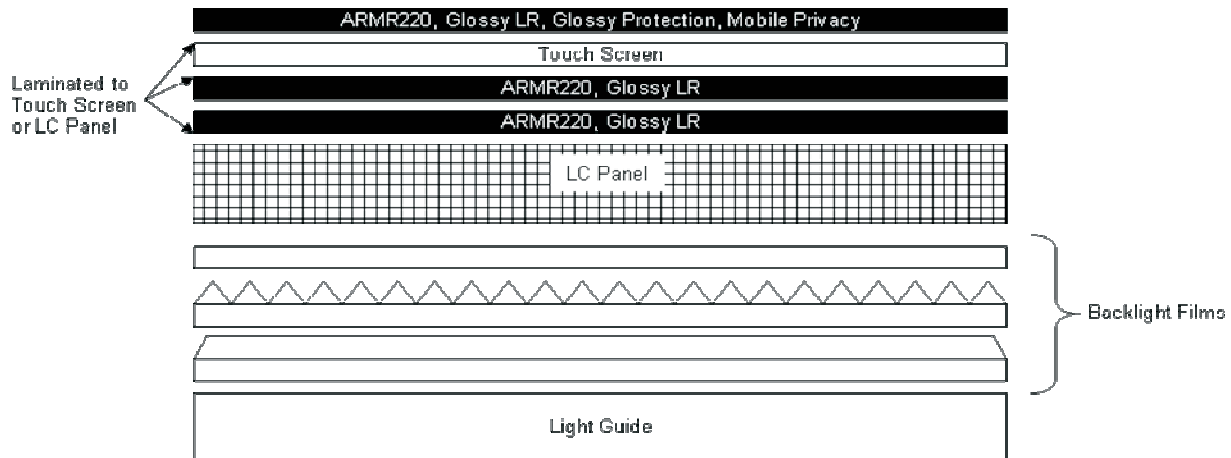 ARMR220, Glossy LR, Glossy Protection, Mobile Privacy
Touch Screen
Laminated to
Touch Screen
or LC Panel
ARMR220, Glossy LR
ARMR220, Glossy LR
LC Panel
Backlight Films
Light Guide